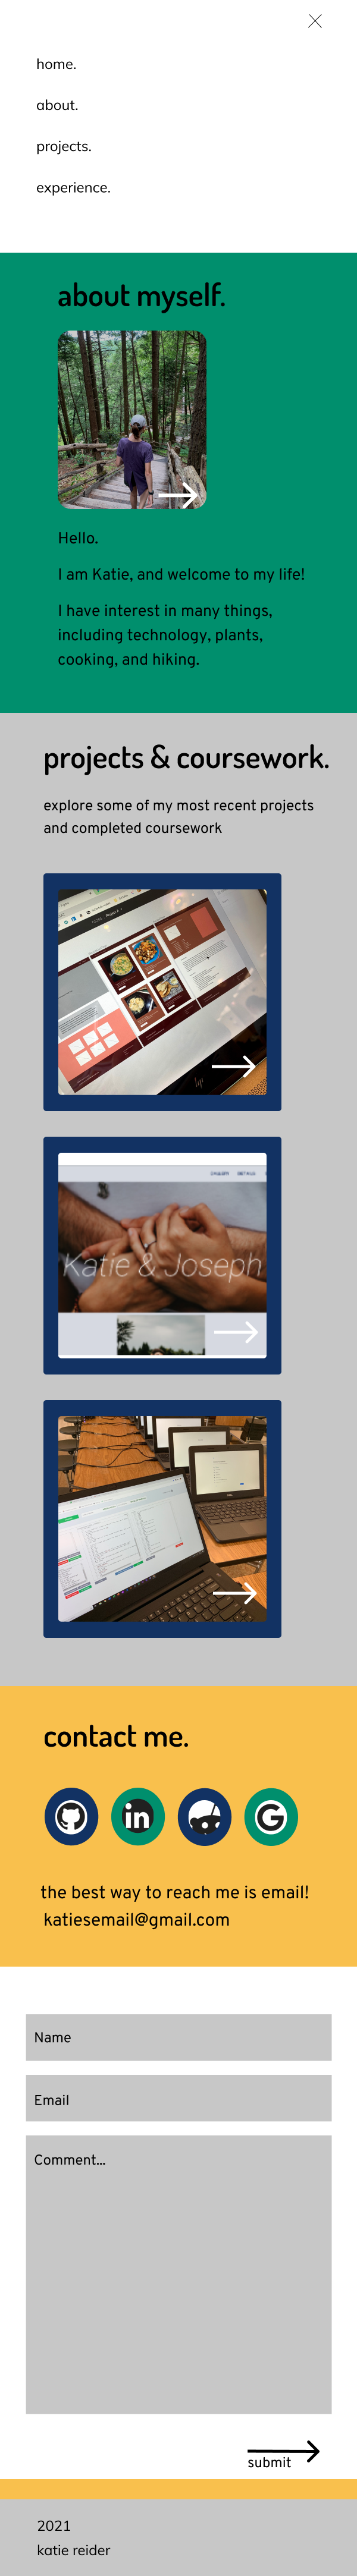 home.
about.
projects.
experience.
about myself.
Hello.
I am Katie, and welcome to my life!
I have interest in many things,
including technology, plants,
cooking, and hiking.
projects & coursework.
explore some of my most recent projects
and completed coursework
Katie & Joseph
contact me.
in
G
the best way to reach me is email!
katiesemail@gmail.com
Name
Email
Comment...
submit
2021
katie reider